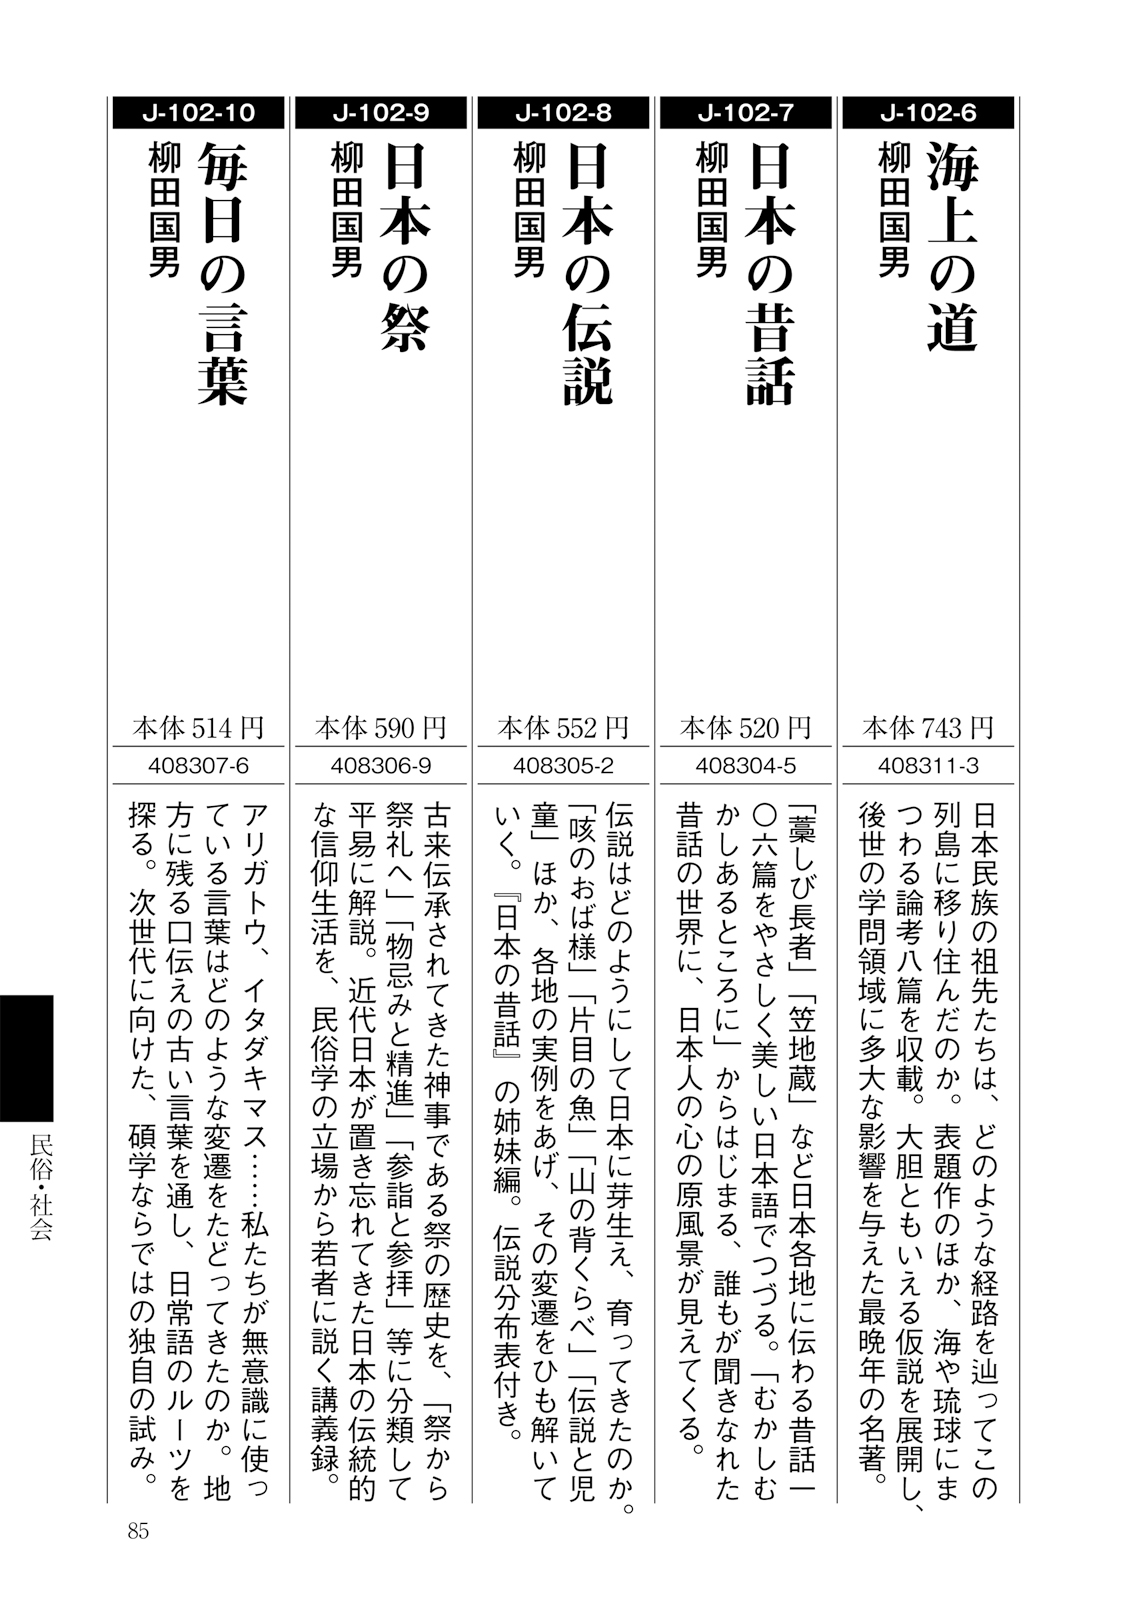 J-102-6
海上の道
柳田国男
本体743円
408311-3
日本民族の祖先たちは、どのような経路を辿ってこの
列島に移り住んだのか。表題作のほか、海や琉球にま
つわる論考八篇を収載。大胆ともいえる仮説を展開し、
後世の学問領域に多大な影響を与えた最晩年の名著。
J-102-7
日本の昔話
柳田国男
本体520円
408304-5
「藁しび長者」「笠地蔵」など日本各地に伝わる昔話一
〇六篇をやさしく美しい日本語でつづる。「むかしむ
かしあるところに」からはじまる、誰もが聞きなれた
昔話の世界に、日本人の心の原風景が見えてくる。
J-102-8
日本の伝説
柳田国男
本体552円
408305-2
伝説はどのようにして日本に芽生え、育ってきたのか。
「咳のおば様」「片目の魚」「山の背くらべ」「伝説と児
童」ほか、各地の実例をあげ、その変遷をひも解いて
いく。『日本の昔話』の姉妹編。伝説分布表付き。
J-102-9
日本の祭
柳田国男
本体590円
408306-9
古来伝承されてきた神事である祭の歴史を、「祭から
祭礼へ」「物忌みと精進」「参詣と参拝」等に分類して
平易に解説。近代日本が置き忘れてきた日本の伝統的
な信仰生活を、民俗学の立場から若者に説く講義録。
J-102-10
毎日の言葉
柳田国男
本体514円
408307-6
アリガトウ、イタダキマス……私たちが無意識に使っ
ている言葉はどのような変遷をたどってきたのか。地
方に残る口伝えの古い言葉を通し、日常語のルーツを
探る。次世代に向けた、碩学ならではの独自の試み。
民俗・社会
85